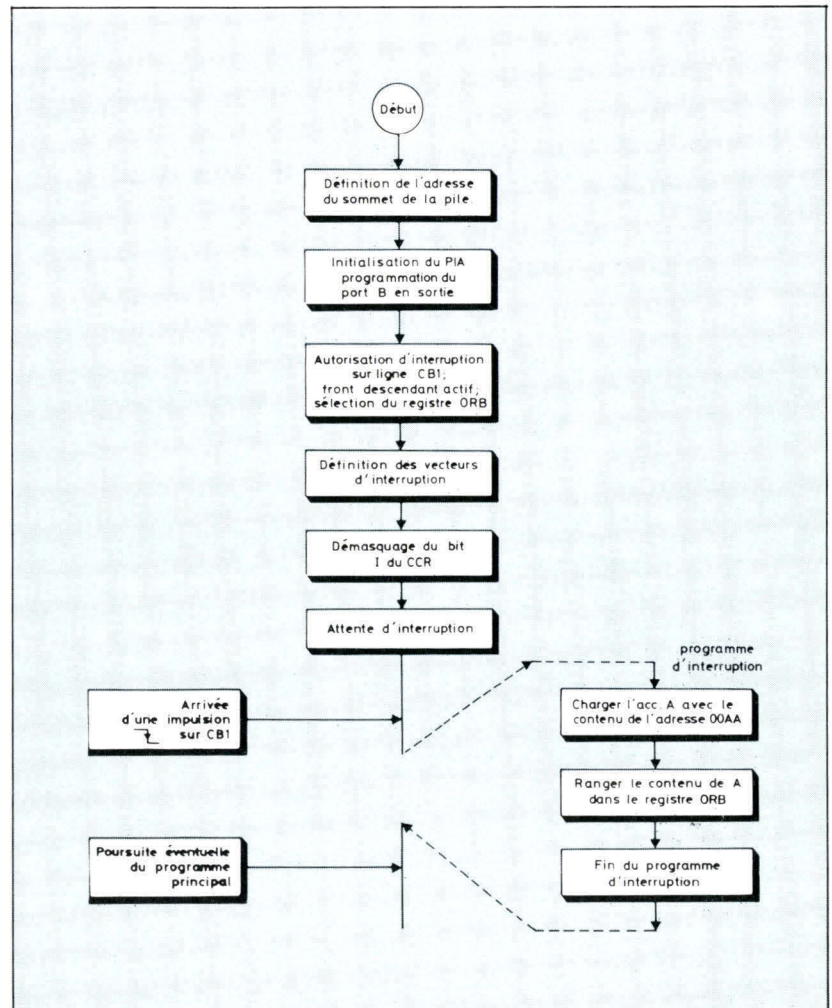 Début
Définition de l'adresse
du sommet de la pile.
Initialisation du PIA
programmation du
port B en sortie
Autorisation d'interruption
sur ligne CB1;
front descendant actif;
sélection du registre ORB
Définition des vecteurs
d'interruption
Démasquage du bit
I du CCR
Attente d'interruption
programme
d'interruption
Arrivée
d'une impulsion
sur CB1
Charger l'acc. A avec le
contenu de l'adresse 00AA
Ranger le contenu de A
dans le registre ORB
Poursuite éventuelle
du programme
principal
Fin du programme
d'interruption